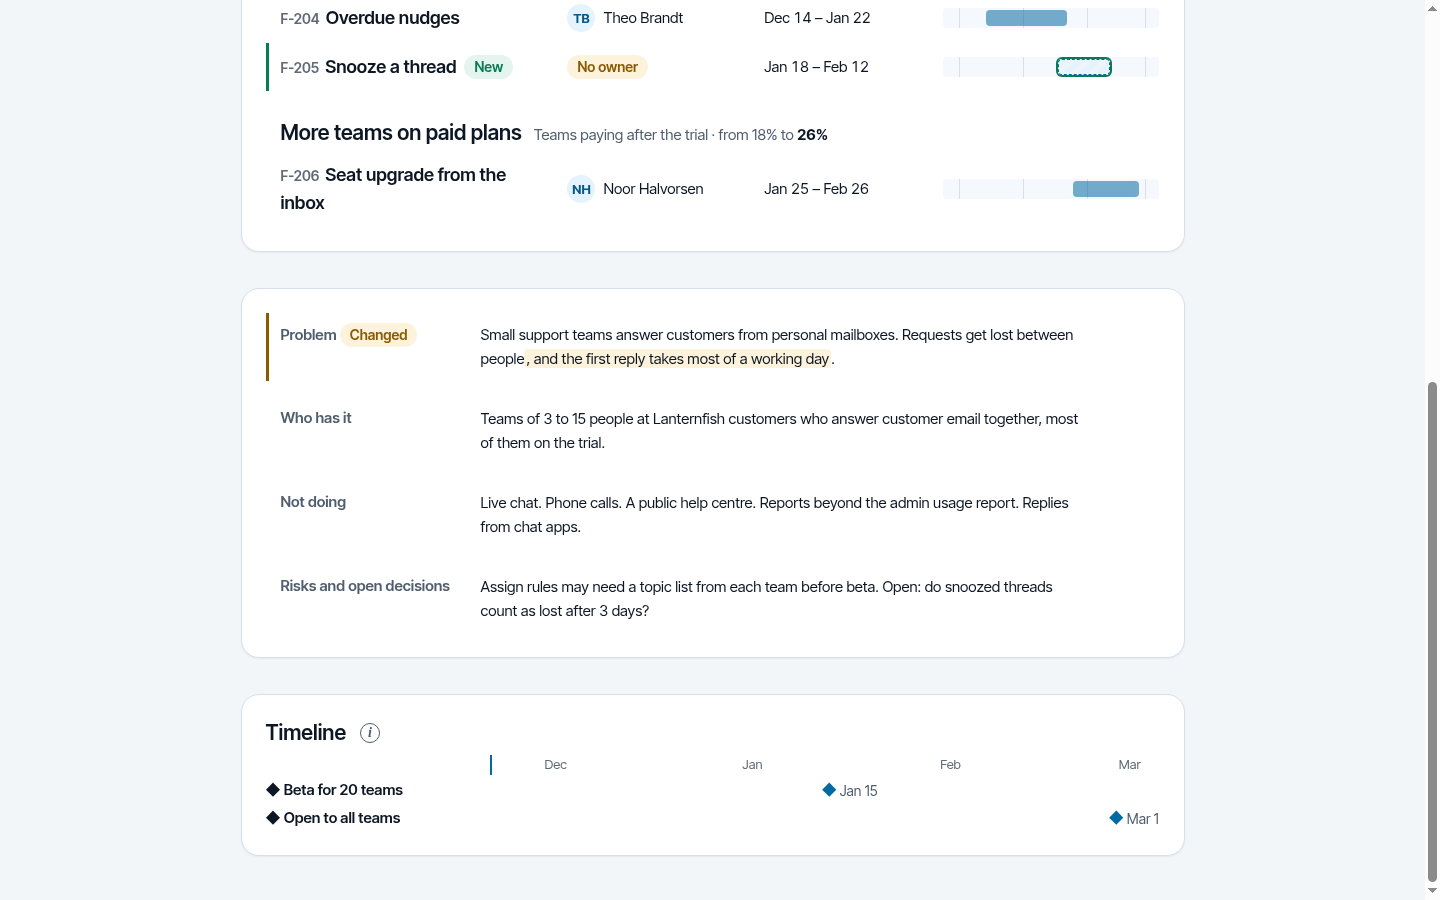 F-204 Overdue nudges TB Theo Brandt Dec 14 – Jan 22
F-205 Snooze a thread New No owner Jan 18 – Feb 12
More teams on paid plans Teams paying after the trial · from 18% to 26%
F-206 Seat upgrade from the
inbox
NH Noor Halvorsen Jan 25 – Feb 26
Problem Changed
Small support teams answer customers from personal mailboxes. Requests get lost between
people, and the first reply takes most of a working day.
Who has it
Teams of 3 to 15 people at Lanternfish customers who answer customer email together, most
of them on the trial.
Not doing
Live chat. Phone calls. A public help centre. Reports beyond the admin usage report. Replies
from chat apps.
Risks and open decisions
Assign rules may need a topic list from each team before beta. Open: do snoozed threads
count as lost after 3 days?
Timeline i
Dec Jan Feb Mar
Beta for 20 teams Jan 15
Open to all teams Mar 1